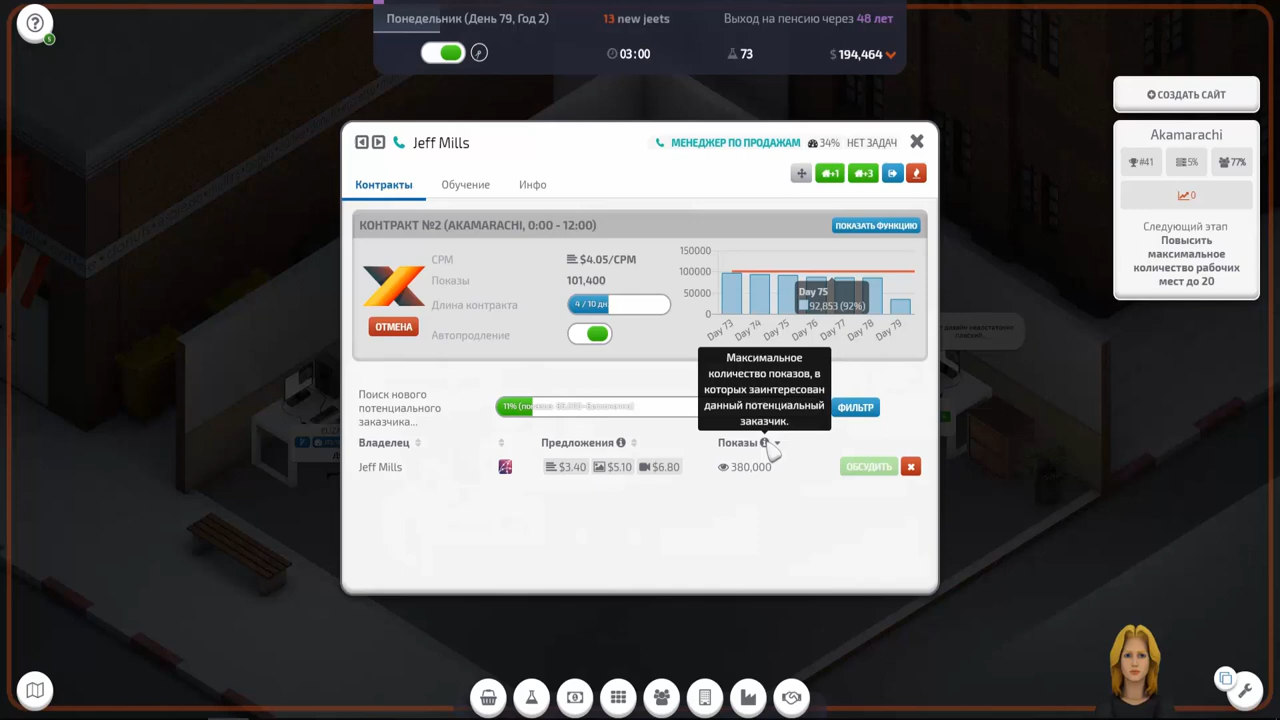 Понедельник (День 79, Год 2)
13 new jeets
Выход на пенсию через 48 лет
03:00
73
$ 194,464
СОЗДАТЬ САЙТ
Akamarachi
#41
5%
77%
0
Следующий этап
Повысить
максимальное
количество рабочих
мест до 20
Jeff Mills
МЕНЕДЖЕР ПО ПРОДАЖАМ
34%
НЕТ ЗАДАЧ
Контракты
Обучение
Инфо
+1
+3
КОНТРАКТ №2 (AKAMARACHI, 0:00 - 12:00)
ПОКАЗАТЬ ФУНКЦИЮ
CPM
$4.05/CPM
Показы
101,400
Длина контракта
4 / 10 дн
Автопродление
ОТМЕНА
150000
100000
50000
0
Day 75
92,853 (92%)
Day 73
Day 74
Day 75
Day 76
Day 77
Day 78
Day 79
Максимальное
количество показов, в
которых заинтересован
данный потенциальный
заказчик.
Поиск нового
потенциального
заказчика...
11%
ФИЛЬТР
Владелец
Предложения
Показы
Jeff Mills
$3.40
$5.10
$6.80
380,000
ОБСУДИТЬ